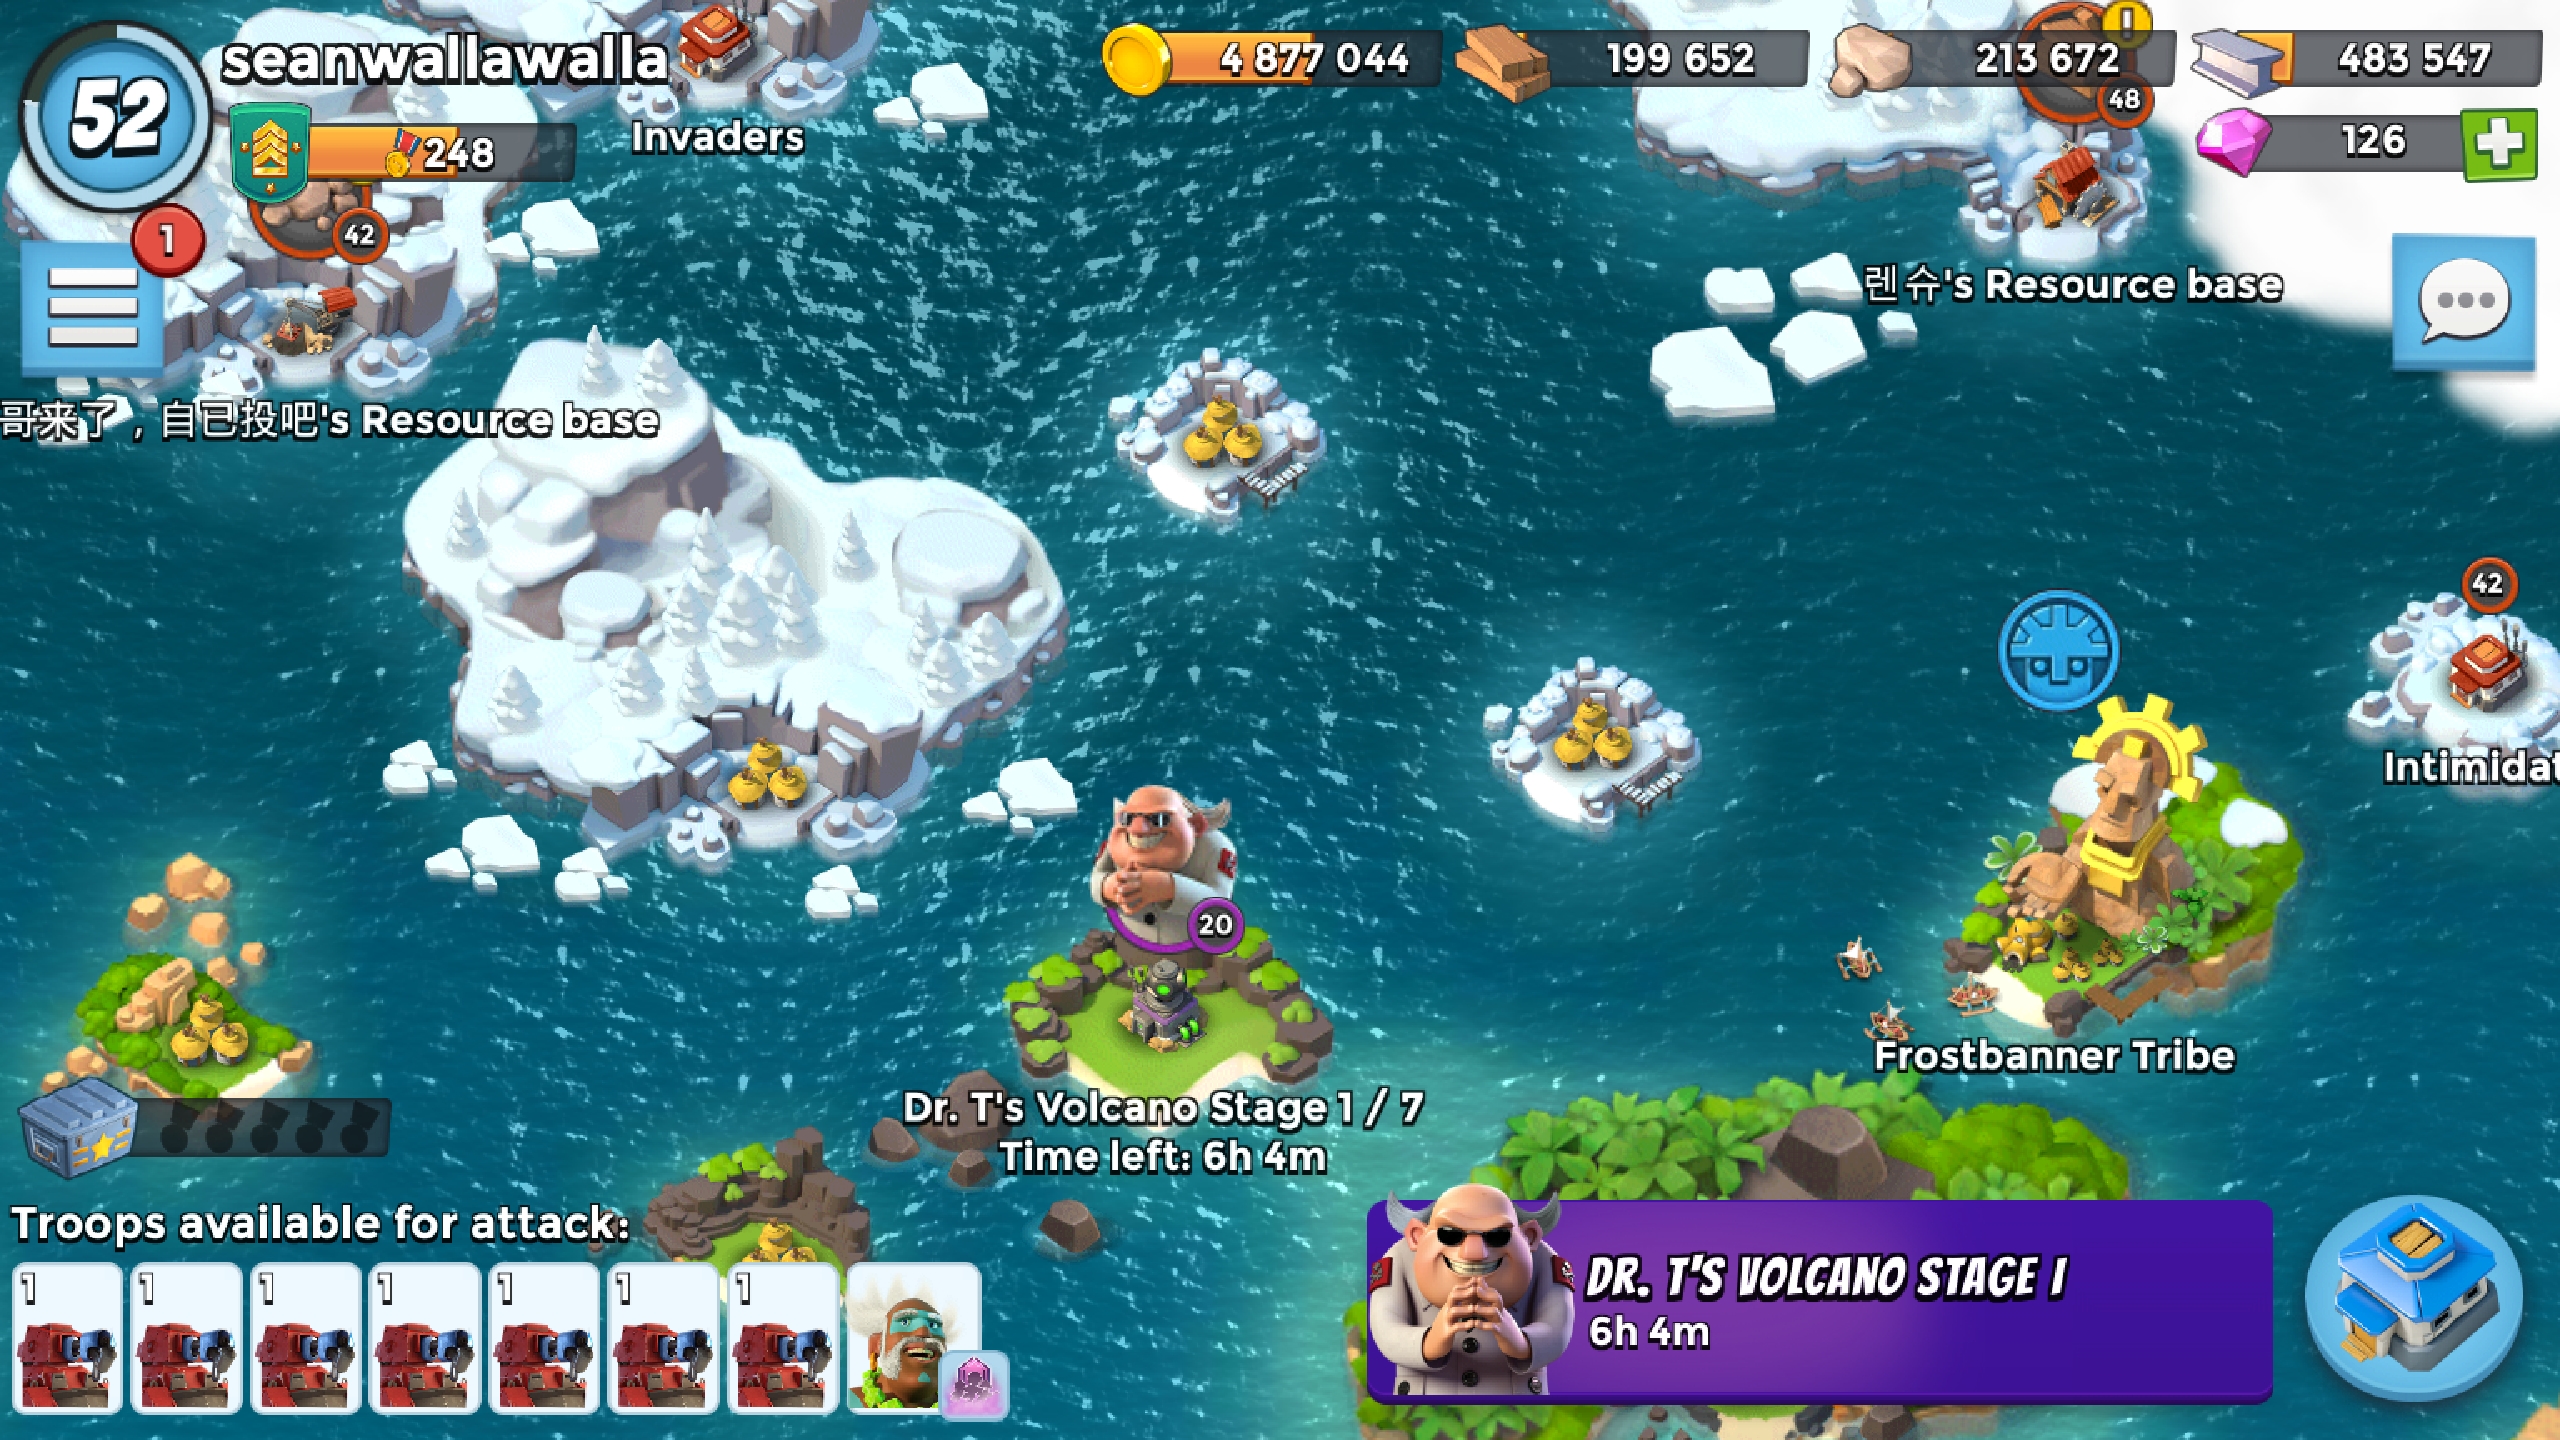 52
seanwallawalla
248
4 877 044
199 652
213 672
483 547
126
!
48
Invaders
1
42
렌슈's Resource base
哥来了，自已投吧's Resource base
42
Intimidat
20
Frostbanner Tribe
Dr. T's Volcano Stage 1 / 7
Time left: 6h 4m
Troops available for attack:
1
1
1
1
1
1
1
DR. T'S VOLCANO STAGE 1
6h 4m